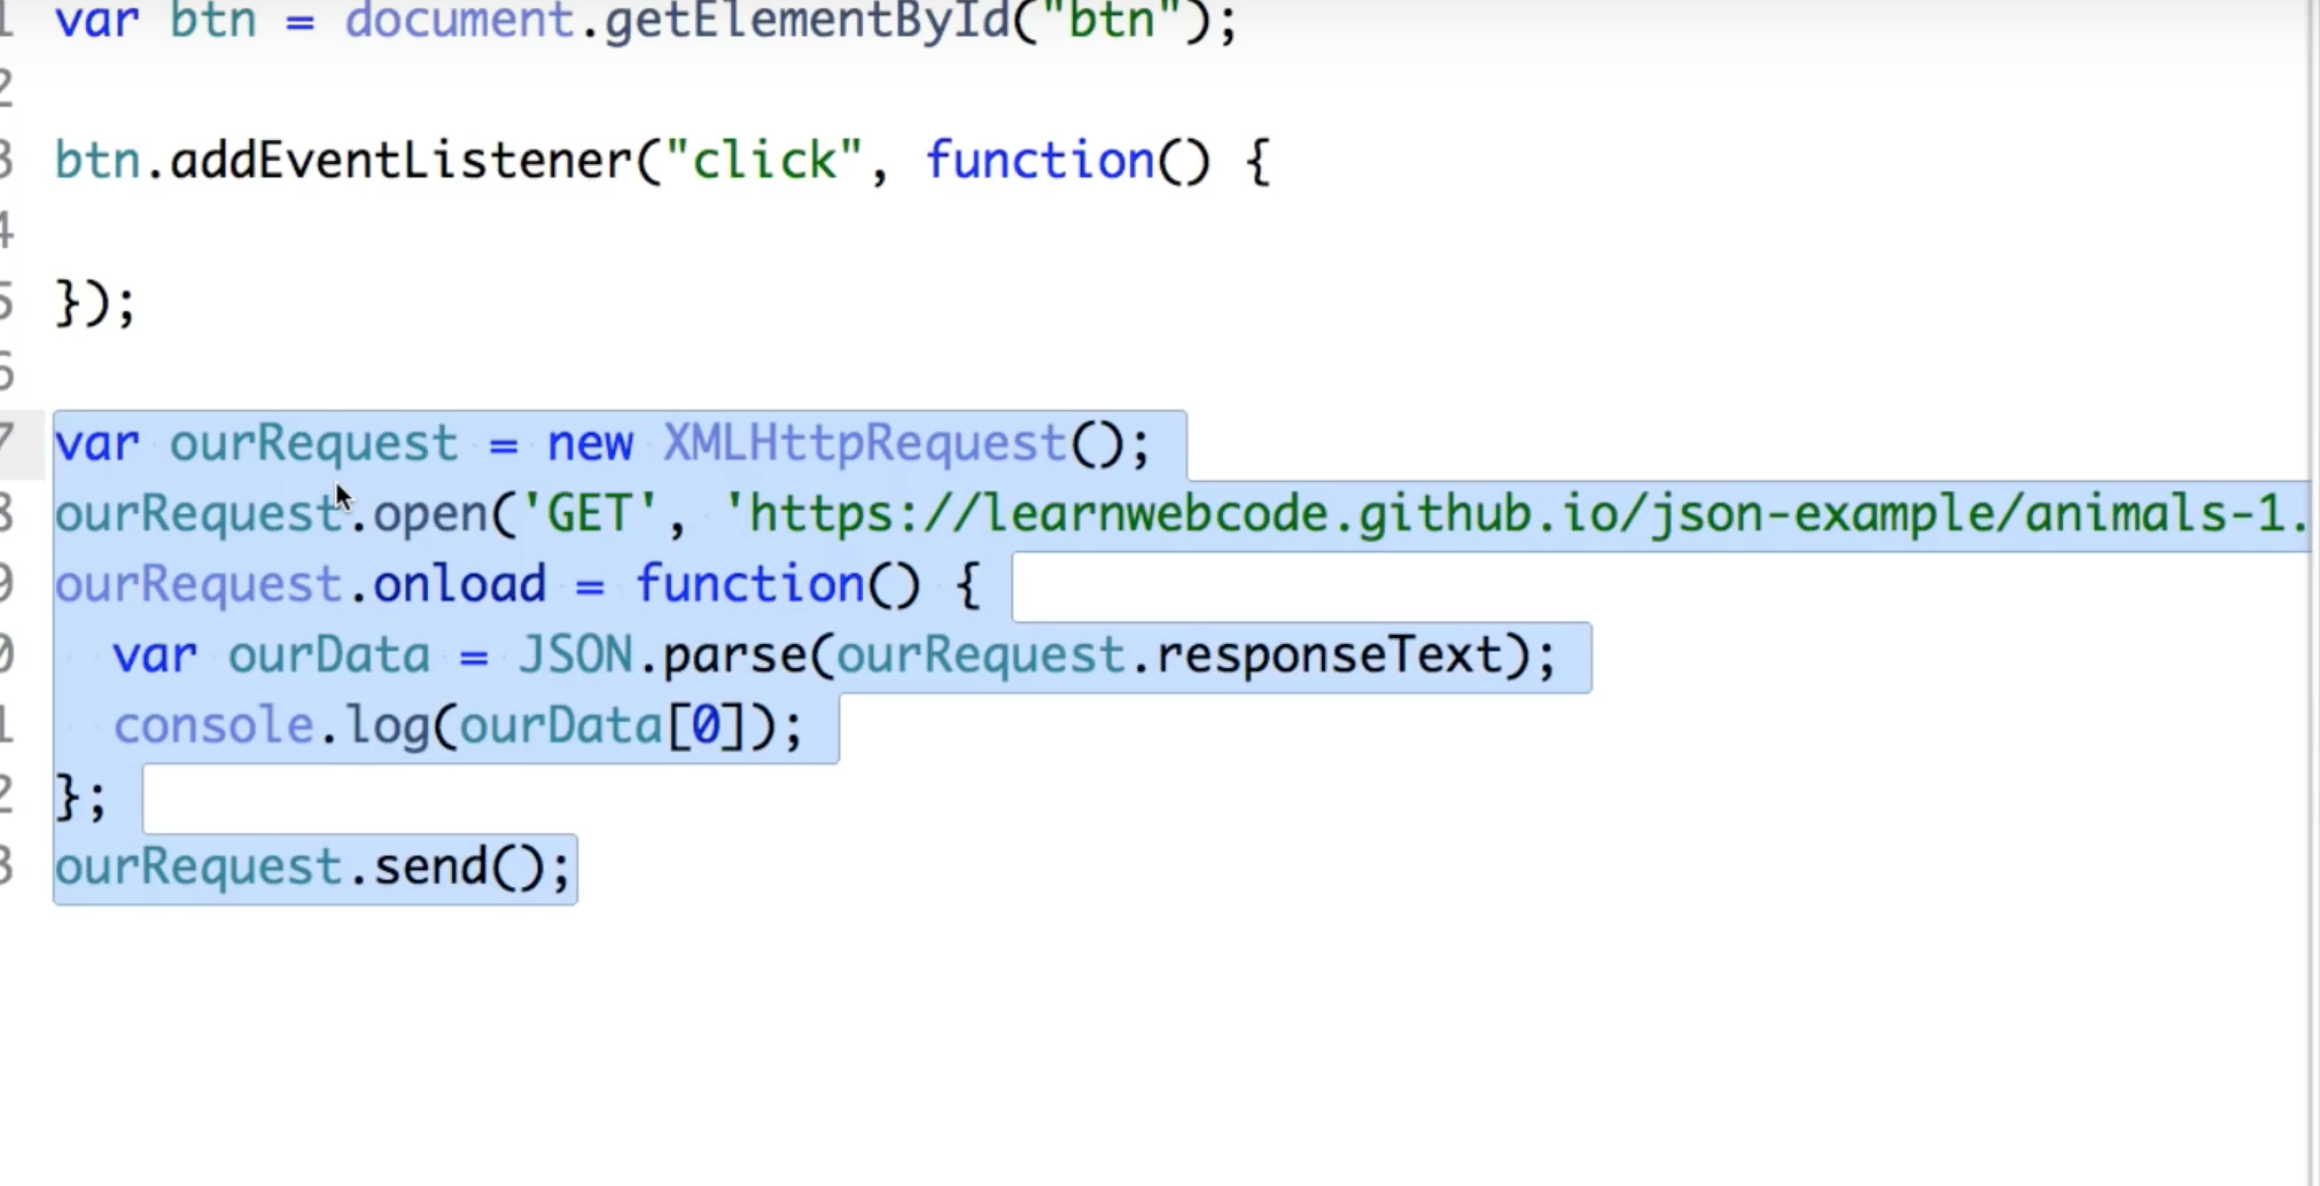 1 var btn = document.getElementById("btn");
2
3 btn.addEventListener("click", function() {
4
5 });
6
7 var ourRequest = new XMLHttpRequest();
8 ourRequest.open('GET', 'https://learnwebcode.github.io/json-example/animals-1.
9 ourRequest.onload = function() {
0 var ourData = JSON.parse(ourRequest.responseText);
1 console.log(ourData[0]);
2 };
3 ourRequest.send();